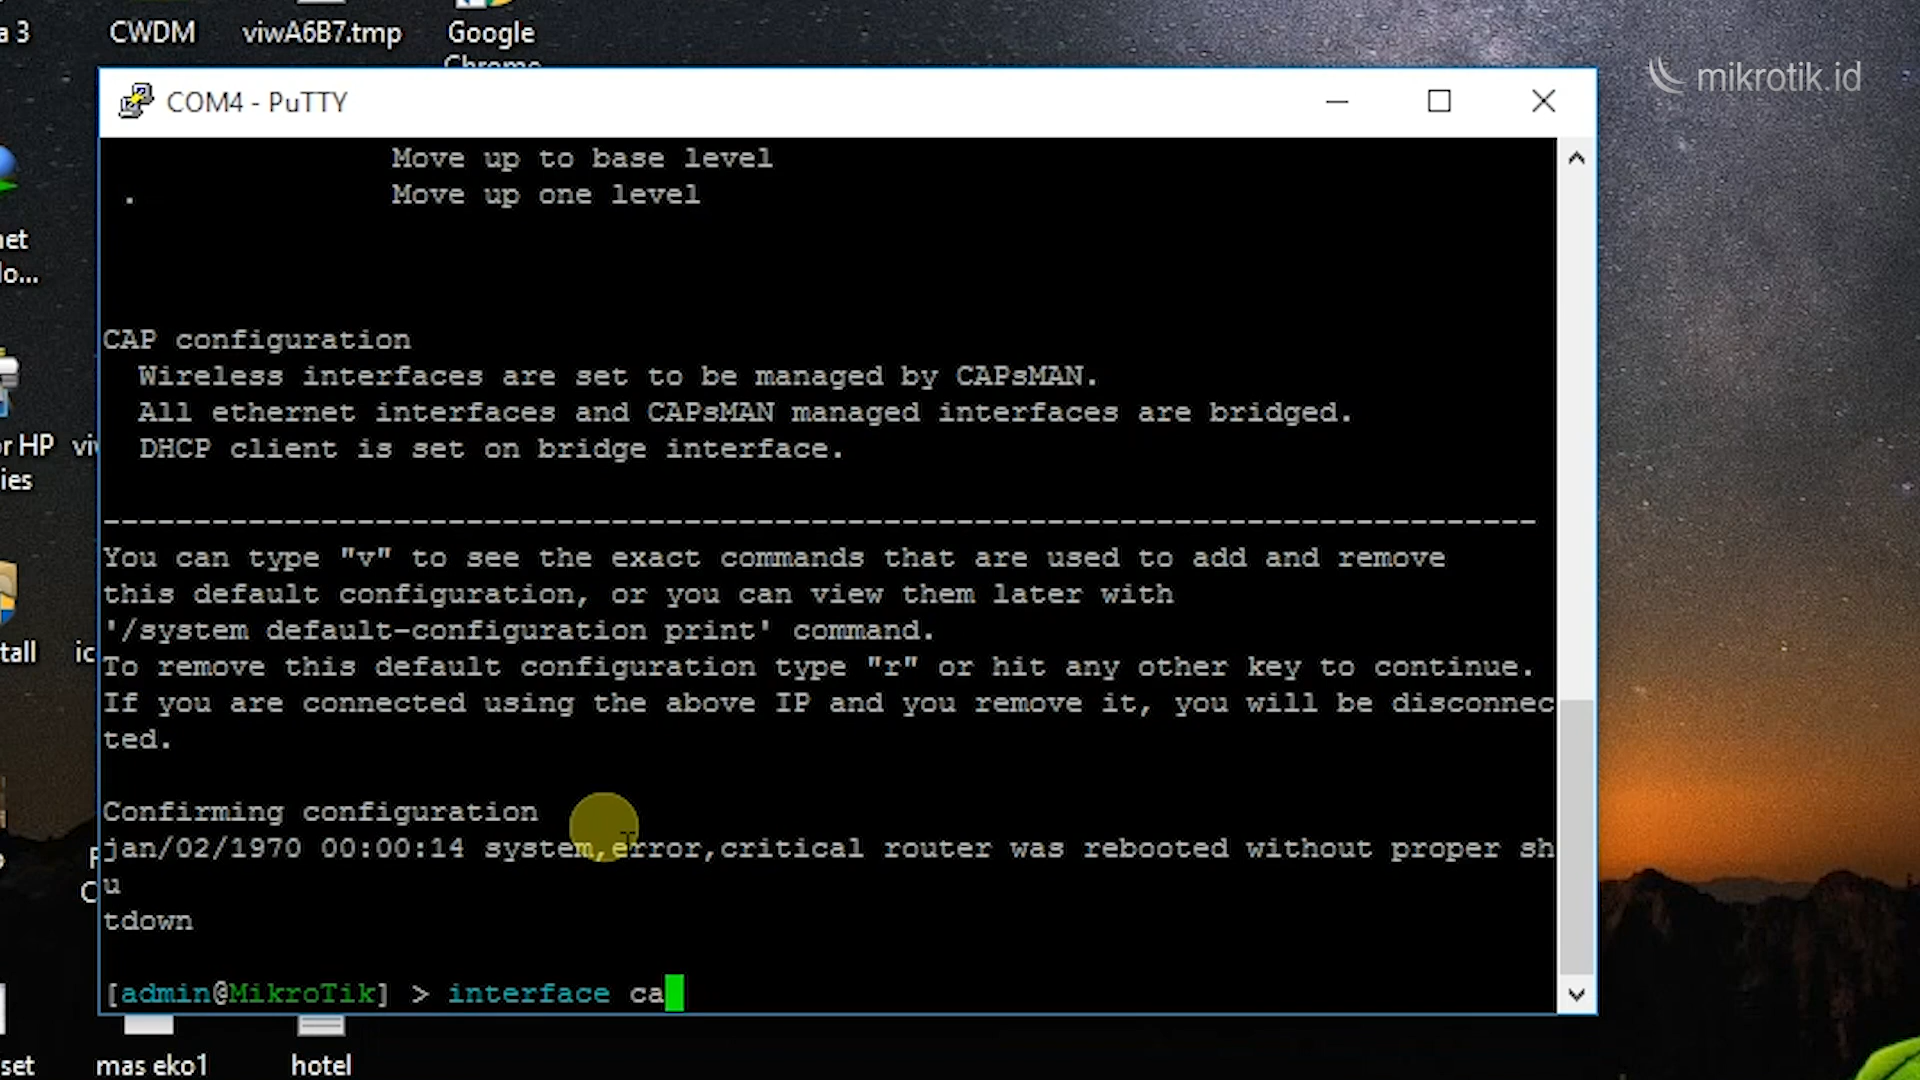 a 3
CWDM
viwA6B7.tmp
Google
Chrome
mikrotik.id
COM4 - PuTTY
Move up to base level
. Move up one level
net
lo...
CAP configuration
Wireless interfaces are set to be managed by CAPsMAN.
All ethernet interfaces and CAPsMAN managed interfaces are bridged.
DHCP client is set on bridge interface.
or HP
ies
--------------------------------------------------------------------------------
You can type "v" to see the exact commands that are used to add and remove
this default configuration, or you can view them later with
'/system default-configuration print' command.
To remove this default configuration type "r" or hit any other key to continue.
If you are connected using the above IP and you remove it, you will be disconnec
ted.
tall
Confirming configuration
jan/02/1970 00:00:14 system,error,critical router was rebooted without proper sh
u
tdown
[admin@MikroTik] > interface ca
set
mas eko1
hotel